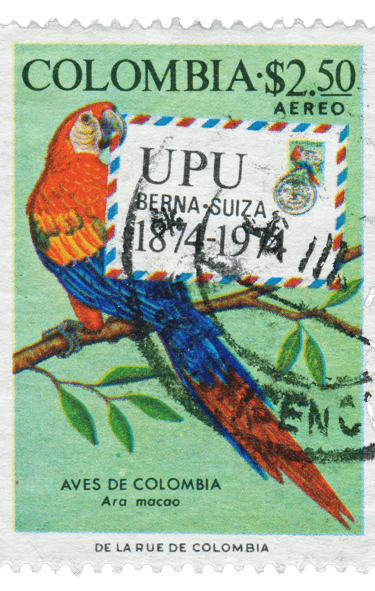 COLOMBIA·$2.50
AEREO
UPU
BERNA·SUIZA
1874-1974
AVES DE COLOMBIA
Ara macao
DE LA RUE DE COLOMBIA